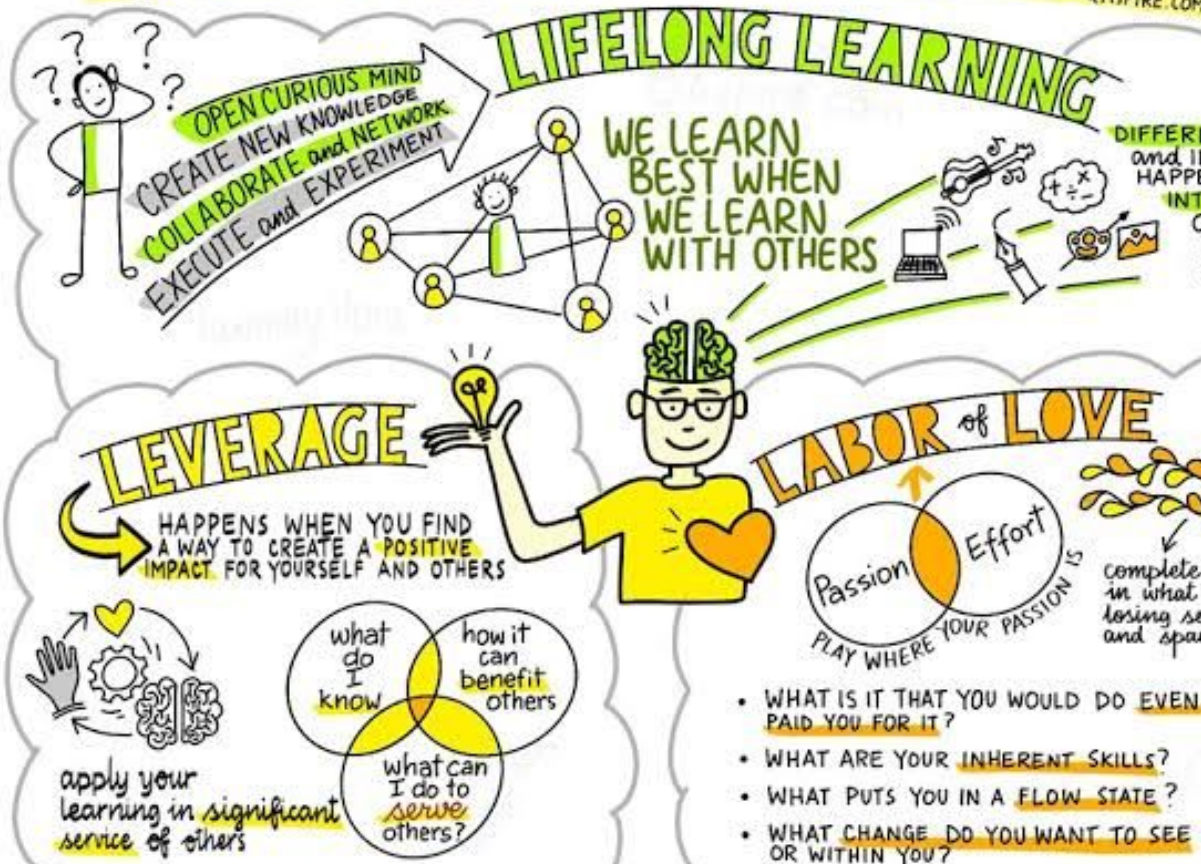 LIFELONG LEARNING
OPEN CURIOUS MIND
CREATE NEW KNOWLEDGE
COLLABORATE and NETWORK
EXECUTE and EXPERIMENT
WE LEARN
BEST WHEN
WE LEARN
WITH OTHERS
and
LEVERAGE
HAPPENS WHEN YOU FIND
A WAY TO CREATE A POSITIVE
IMPACT FOR YOURSELF AND OTHERS
what
do
I
know
how it
can
benefit
others
what can
I do to
serve
others?
apply your
learning in significant
service of others
LABOR of LOVE
Passion
Effort
PLAY WHERE YOUR PASSION IS
complete
in what
losing
and
• WHAT IS IT THAT YOU WOULD DO EVEN
PAID YOU FOR IT?
• WHAT ARE YOUR INHERENT SKILLS?
• WHAT PUTS YOU IN A FLOW STATE?
• WHAT CHANGE DO YOU WANT TO SEE
OR WITHIN YOU?